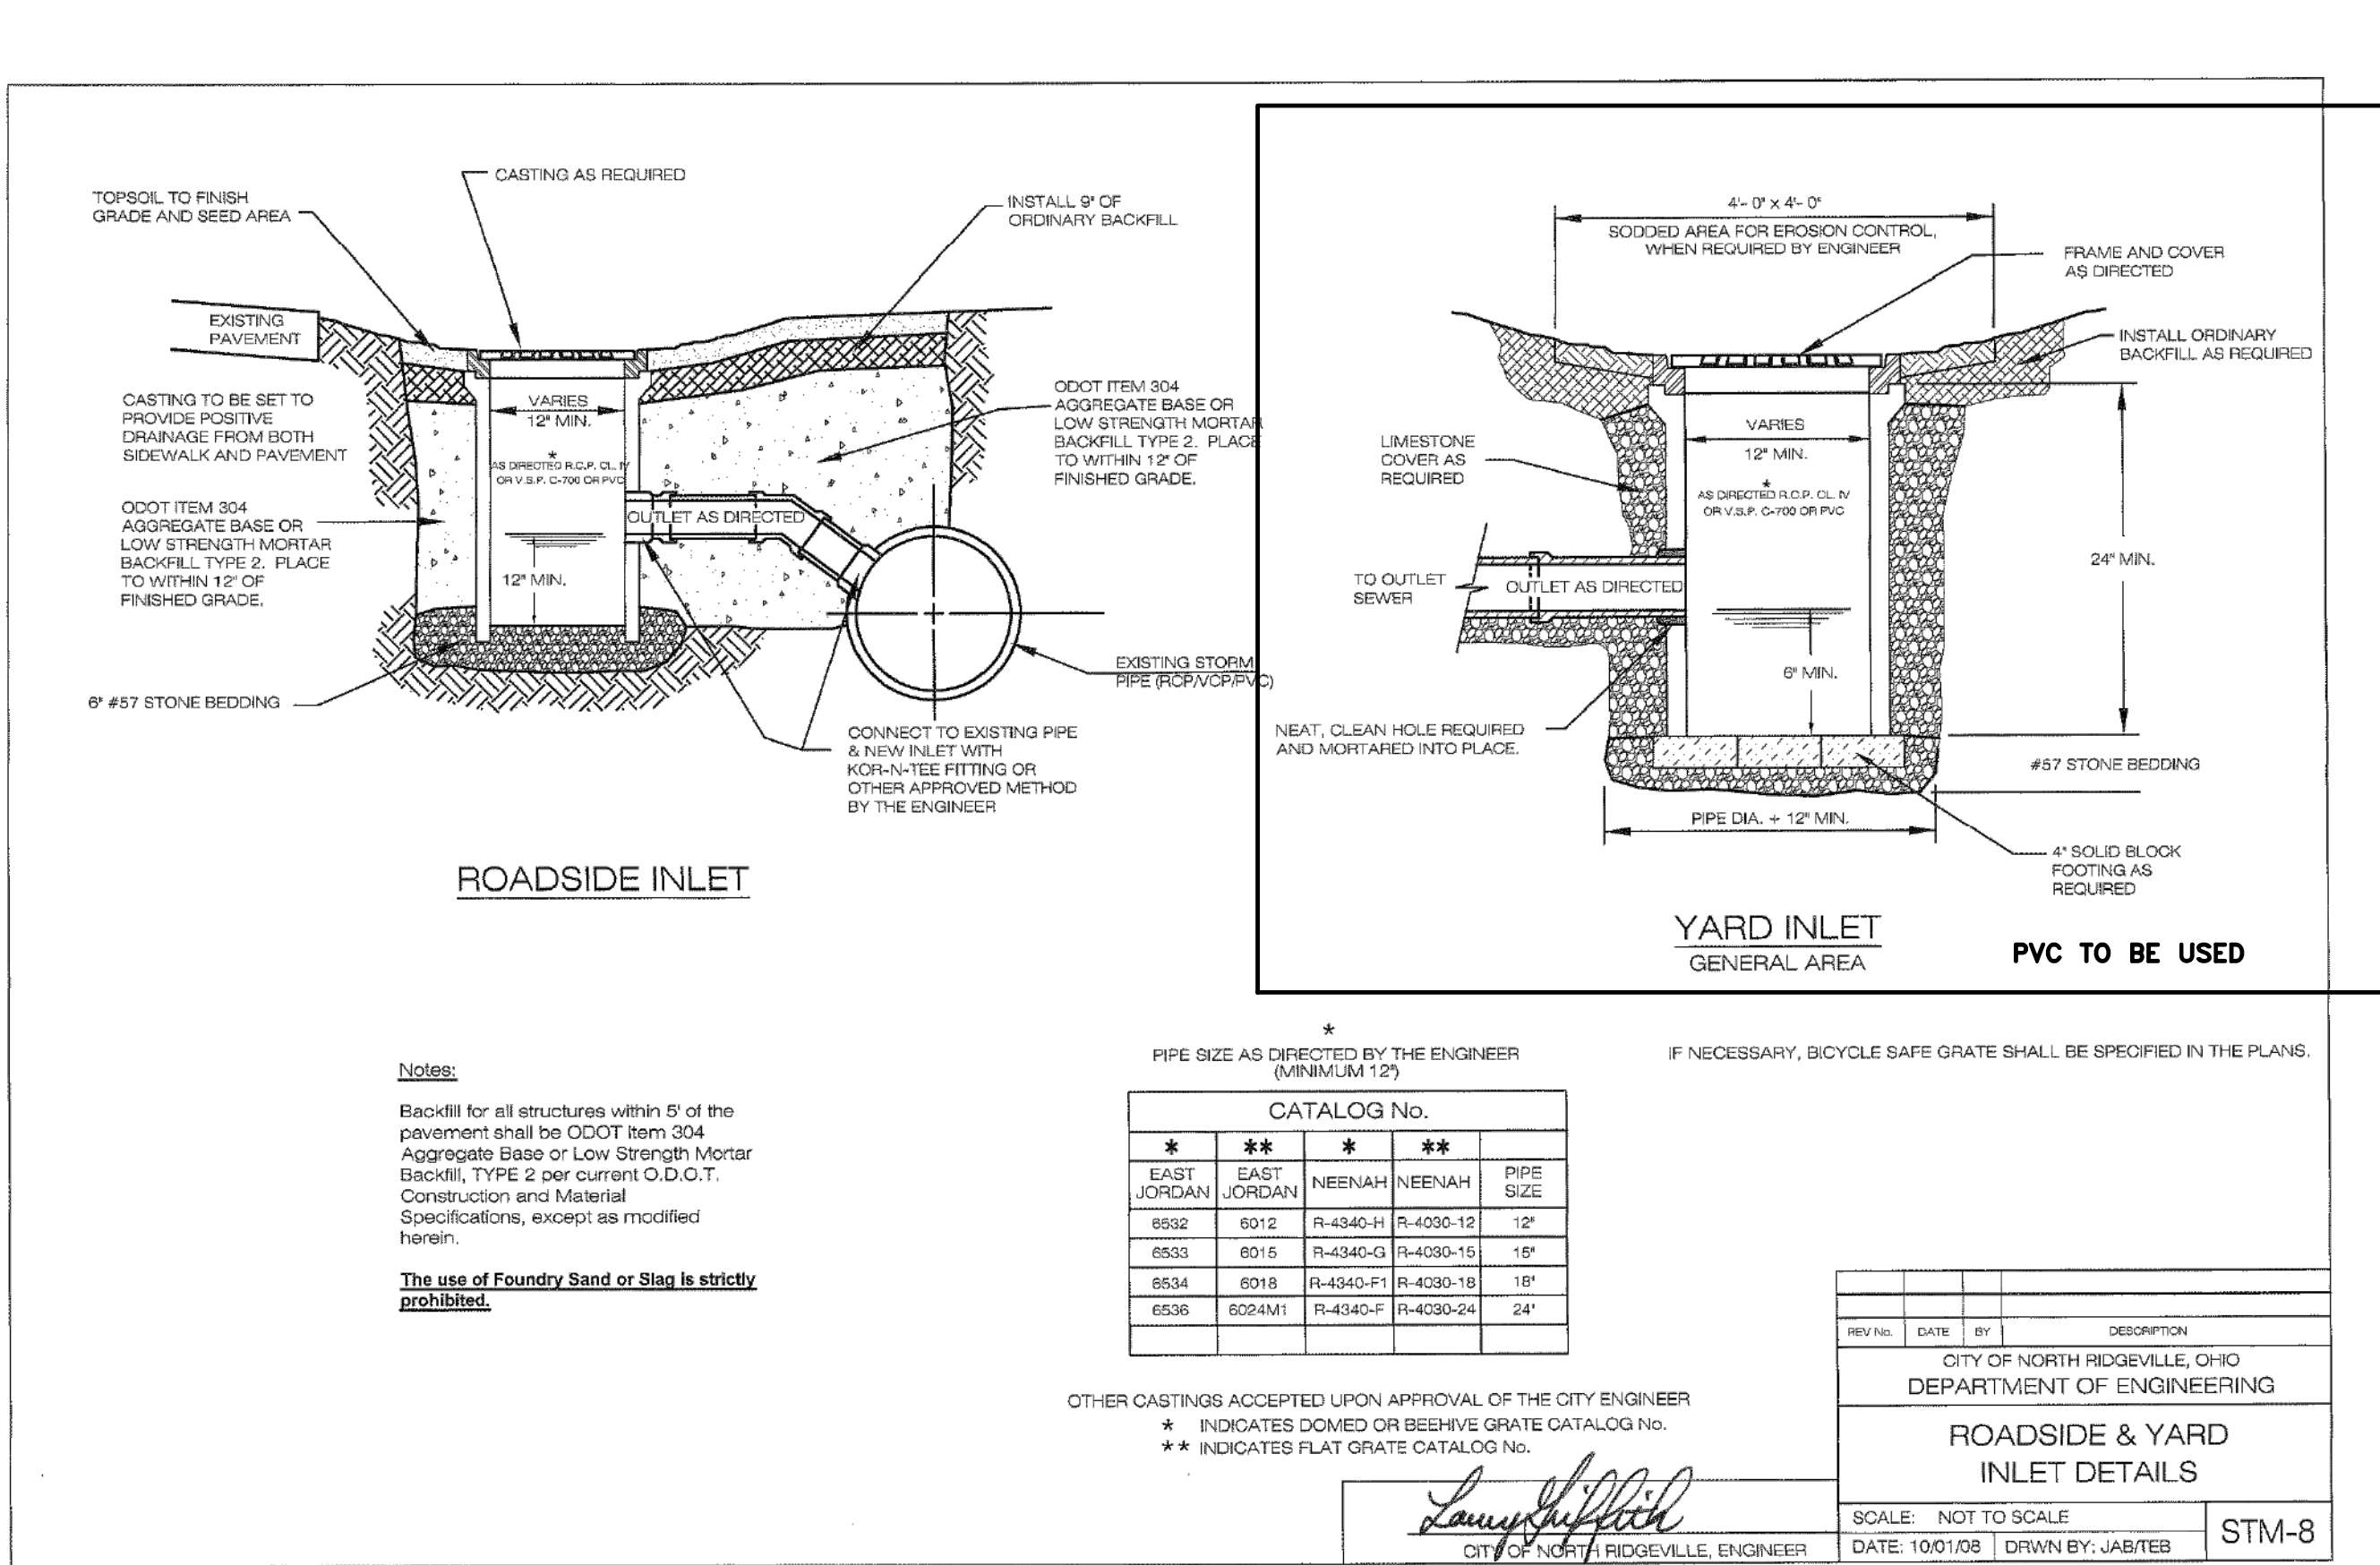 CASTING AS REQUIRED
TOPSOIL TO FINISH
GRADE AND SEED AREA
INSTALL 9" OF
ORDINARY BACKFILL
EXISTING
PAVEMENT
CASTING TO BE SET TO
PROVIDE POSITIVE
DRAINAGE FROM BOTH
SIDEWALK AND PAVEMENT
VARIES
12" MIN.
*
AS DIRECTED R.C.P. CL. IV
OR V.S.P. C-700 OR PVC
ODOT ITEM 304
AGGREGATE BASE OR
LOW STRENGTH MORTAR
BACKFILL TYPE 2. PLACE
TO WITHIN 12" OF
FINISHED GRADE.
ODOT ITEM 304
AGGREGATE BASE OR
LOW STRENGTH MORTAR
BACKFILL TYPE 2. PLACE
TO WITHIN 12" OF
FINISHED GRADE.
OUTLET AS DIRECTED
12" MIN.
6" #57 STONE BEDDING
EXISTING STORM
PIPE (RCP/VCP/PVC)
CONNECT TO EXISTING PIPE
& NEW INLET WITH
KOR-N-TEE FITTING OR
OTHER APPROVED METHOD
BY THE ENGINEER
ROADSIDE INLET
4'- 0" x 4'- 0"
SODDED AREA FOR EROSION CONTROL,
WHEN REQUIRED BY ENGINEER
FRAME AND COVER
AS DIRECTED
INSTALL ORDINARY
BACKFILL AS REQUIRED
LIMESTONE
COVER AS
REQUIRED
VARIES
12" MIN.
*
AS DIRECTED R.C.P. CL. IV
OR V.S.P. C-700 OR PVC
24" MIN.
TO OUTLET
SEWER
OUTLET AS DIRECTED
6" MIN.
NEAT, CLEAN HOLE REQUIRED
AND MORTARED INTO PLACE.
#57 STONE BEDDING
PIPE DIA. + 12" MIN.
4" SOLID BLOCK
FOOTING AS
REQUIRED
YARD INLET
GENERAL AREA
PVC TO BE USED
Notes:
Backfill for all structures within 5' of the
pavement shall be ODOT Item 304
Aggregate Base or Low Strength Mortar
Backfill, TYPE 2 per current O.D.O.T.
Construction and Material
Specifications, except as modified
herein.
The use of Foundry Sand or Slag is strictly
prohibited.
*
PIPE SIZE AS DIRECTED BY THE ENGINEER
(MINIMUM 12")
IF NECESSARY, BICYCLE SAFE GRATE SHALL BE SPECIFIED IN THE PLANS.
CATALOG No.
* ** * **
EAST JORDAN EAST JORDAN NEENAH NEENAH PIPE SIZE
6532 6012 R-4340-H R-4030-12 12"
6533 6015 R-4340-G R-4030-15 15"
6534 6018 R-4340-F1 R-4030-18 18"
6536 6024M1 R-4340-F R-4030-24 24"
OTHER CASTINGS ACCEPTED UPON APPROVAL OF THE CITY ENGINEER
* INDICATES DOMED OR BEEHIVE GRATE CATALOG No.
** INDICATES FLAT GRATE CATALOG No.
Larry Griffith
CITY OF NORTH RIDGEVILLE, ENGINEER
REV No. DATE BY DESCRIPTION
CITY OF NORTH RIDGEVILLE, OHIO
DEPARTMENT OF ENGINEERING
ROADSIDE & YARD
INLET DETAILS
SCALE: NOT TO SCALE
DATE: 10/01/08 DRWN BY: JAB/TEB
STM-8